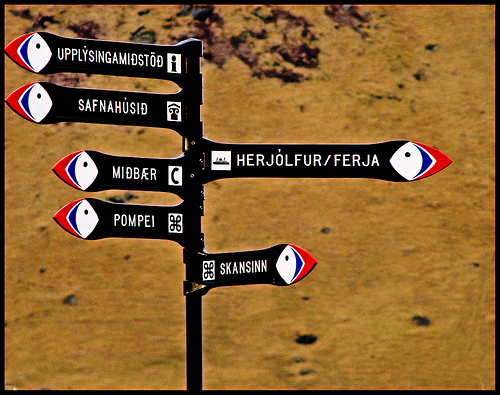 UPPLÝSINGAMIÐSTÖÐ i
SAFNAHÚSIÐ
HERJÓLFUR/FERJA
MIÐBÆR
POMPEI
SKANSINN